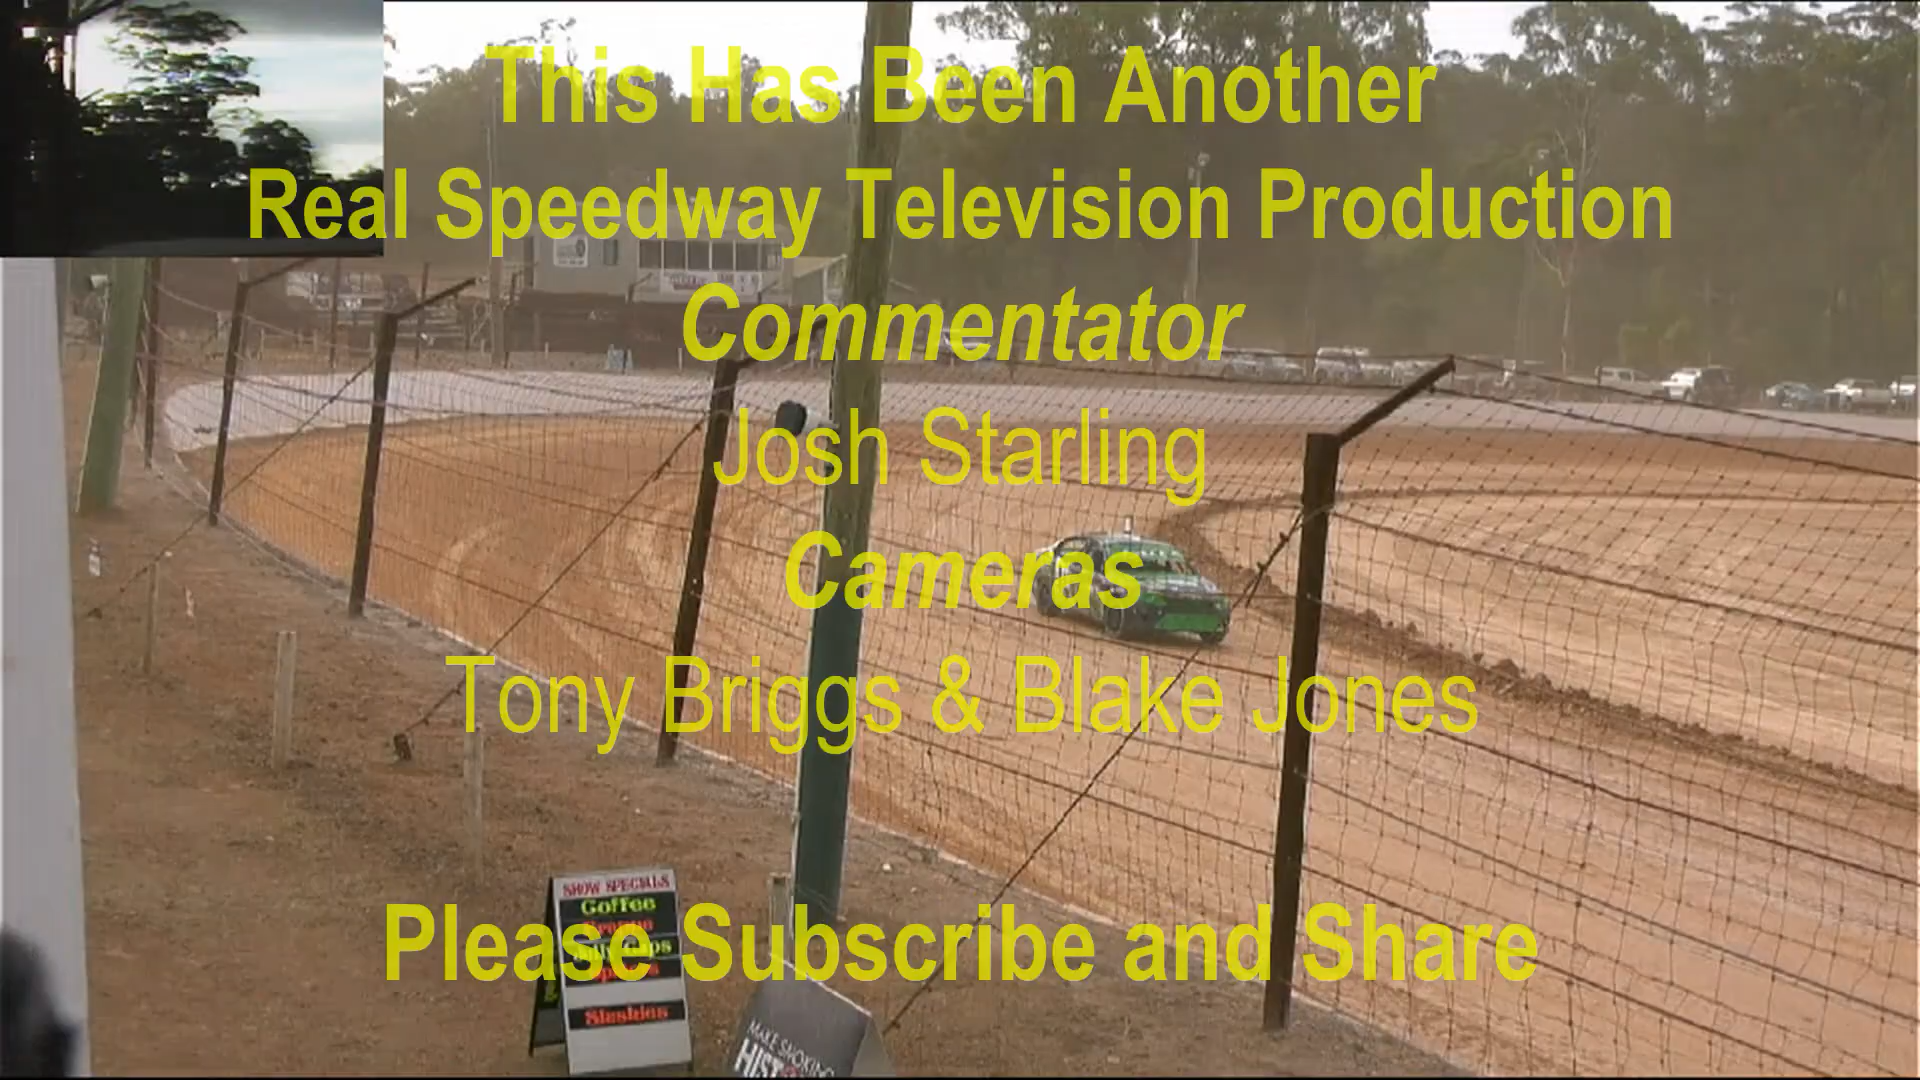 This Has Been Another
Real Speedway Television Production
Commentator
Josh Starling
Cameras
Tony Briggs & Blake Jones
Please Subscribe and Share
SHOW SPECIALS
Coffee
Slushies
MAKE SMOKING